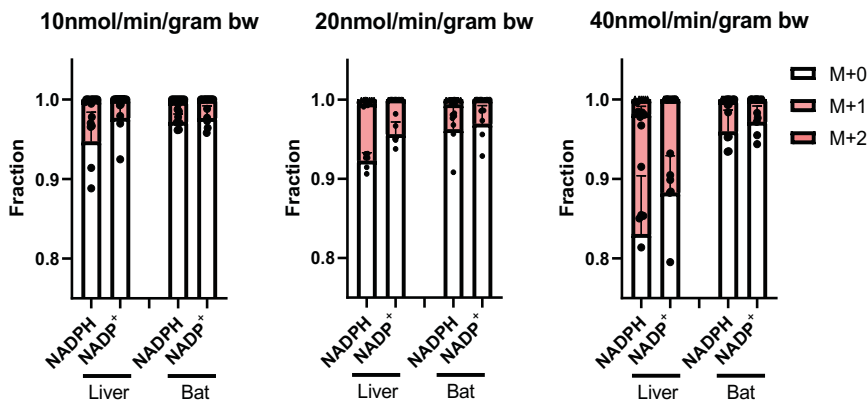 10nmol/min/gram bw
20nmol/min/gram bw
40nmol/min/gram bw
M+0
M+1
M+2
Fraction
1.0
0.9
0.8
NADPH
NADP+
NADPH
NADP+
Liver
Bat
Fraction
1.0
0.9
0.8
NADPH
NADP+
NADPH
NADP+
Liver
Bat
Fraction
1.0
0.9
0.8
NADPH
NADP+
NADPH
NADP+
Liver
Bat